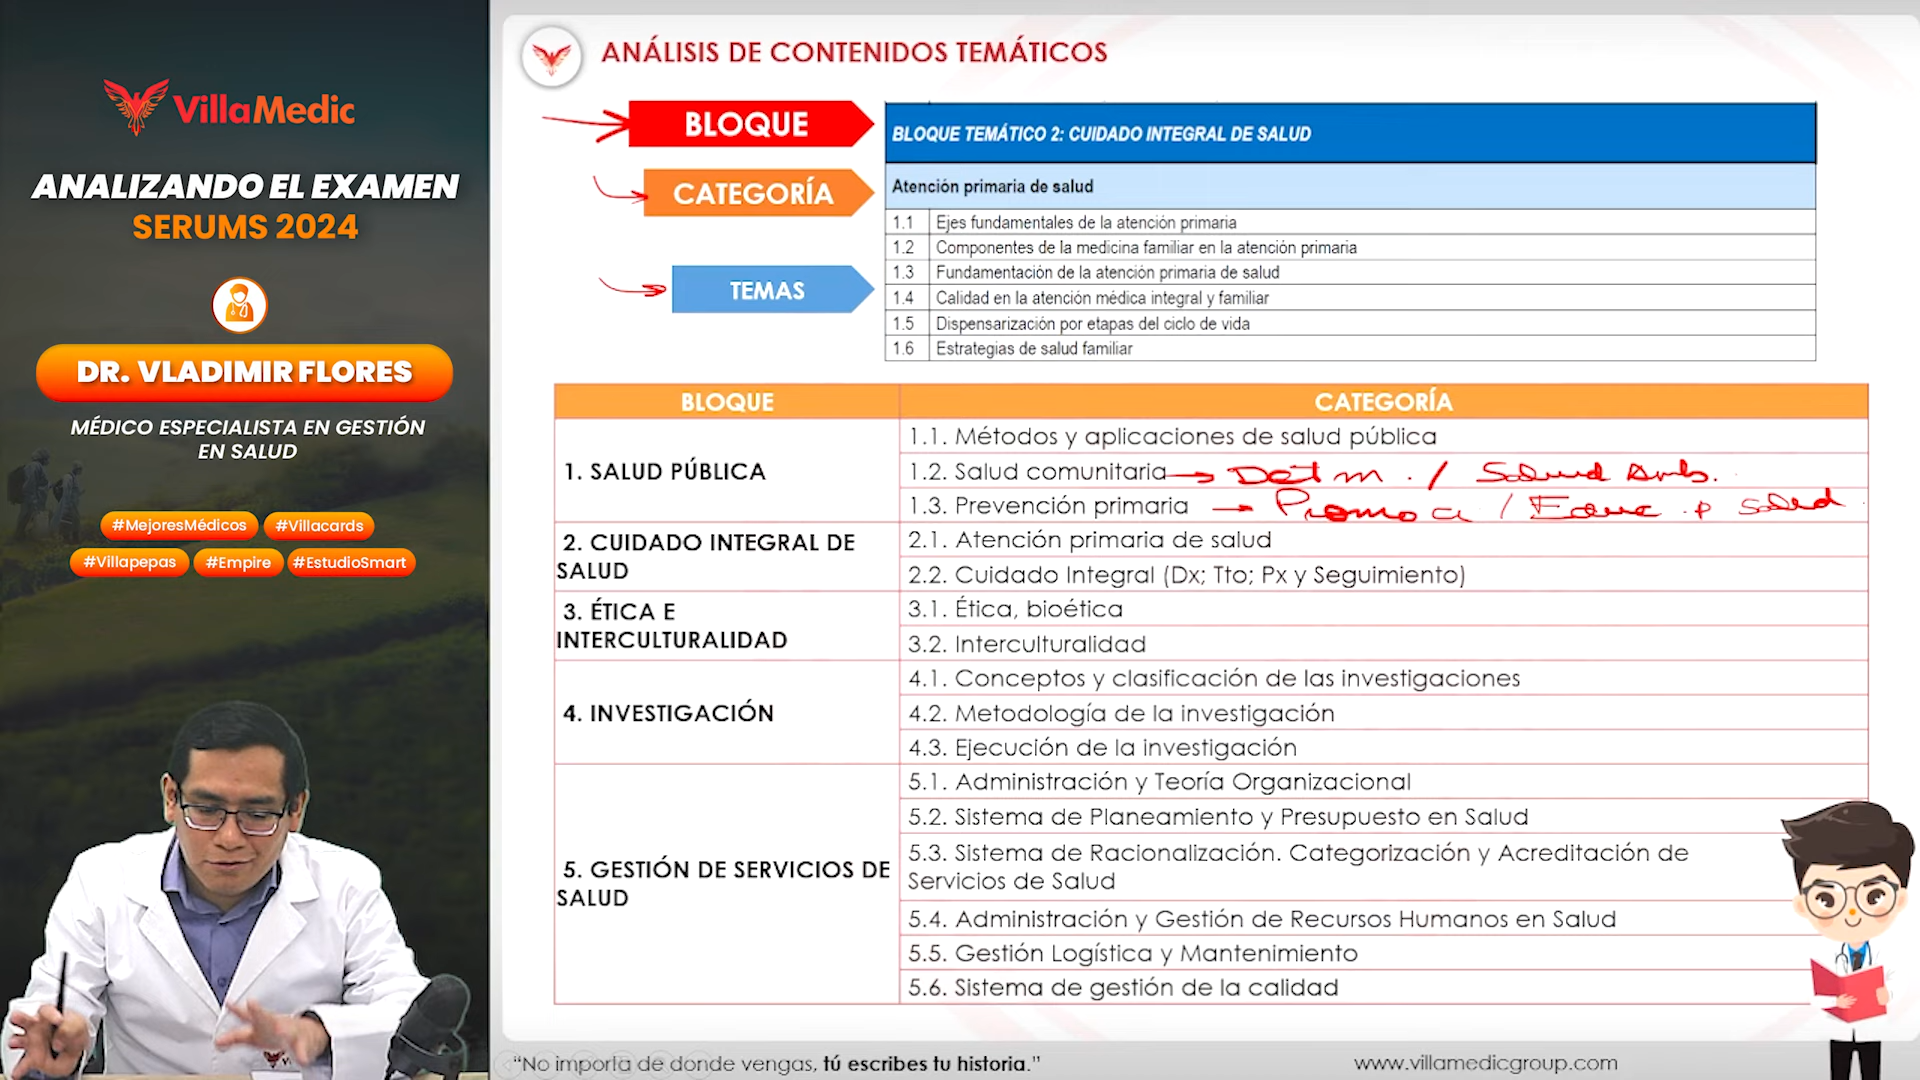 VillaMedic
ANALIZANDO EL EXAMEN
SERUMS 2024
DR. VLADIMIR FLORES
MÉDICO ESPECIALISTA EN GESTIÓN
EN SALUD
#MejoresMédicos #Villacards
#Villapepas #Empire #EstudioSmart
ANÁLISIS DE CONTENIDOS TEMÁTICOS
BLOQUE
CATEGORÍA
TEMAS
BLOQUE TEMÁTICO 2: CUIDADO INTEGRAL DE SALUD
Atención primaria de salud
1.1 Ejes fundamentales de la atención primaria
1.2 Componentes de la medicina familiar en la atención primaria
1.3 Fundamentación de la atención primaria de salud
1.4 Calidad en la atención médica integral y familiar
1.5 Dispensarización por etapas del ciclo de vida
1.6 Estrategias de salud familiar
BLOQUE CATEGORÍA
1. SALUD PÚBLICA
1.1. Métodos y aplicaciones de salud pública
1.2. Salud comunitaria → Detm. / Salud Amb.
1.3. Prevención primaria → Promo / Educ. p Salud
2. CUIDADO INTEGRAL DE
SALUD
2.1. Atención primaria de salud
2.2. Cuidado Integral (Dx; Tto; Px y Seguimiento)
3. ÉTICA E
INTERCULTURALIDAD
3.1. Ética, bioética
3.2. Interculturalidad
4. INVESTIGACIÓN
4.1. Conceptos y clasificación de las investigaciones
4.2. Metodología de la investigación
4.3. Ejecución de la investigación
5. GESTIÓN DE SERVICIOS DE
SALUD
5.1. Administración y Teoría Organizacional
5.2. Sistema de Planeamiento y Presupuesto en Salud
5.3. Sistema de Racionalización. Categorización y Acreditación de
Servicios de Salud
5.4. Administración y Gestión de Recursos Humanos en Salud
5.5. Gestión Logística y Mantenimiento
5.6. Sistema de gestión de la calidad
“No importa de donde vengas, tú escribes tu historia.”
www.villamedicgroup.com